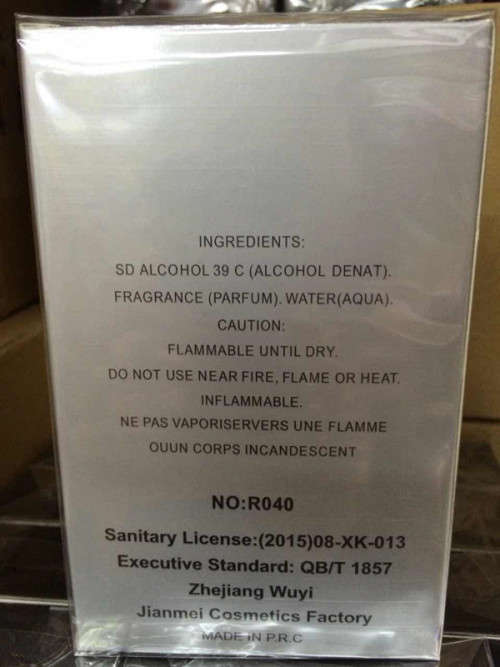 INGREDIENTS:
SD ALCOHOL 39 C (ALCOHOL DENAT).
FRAGRANCE (PARFUM). WATER(AQUA).
CAUTION:
FLAMMABLE UNTIL DRY.
DO NOT USE NEAR FIRE, FLAME OR HEAT.
INFLAMMABLE.
NE PAS VAPORISERVERS UNE FLAMME
OUUN CORPS INCANDESCENT
NO:R040
Sanitary License:(2015)08-XK-013
Executive Standard: QB/T 1857
Zhejiang Wuyi
Jianmei Cosmetics Factory
MADE IN P.R.C